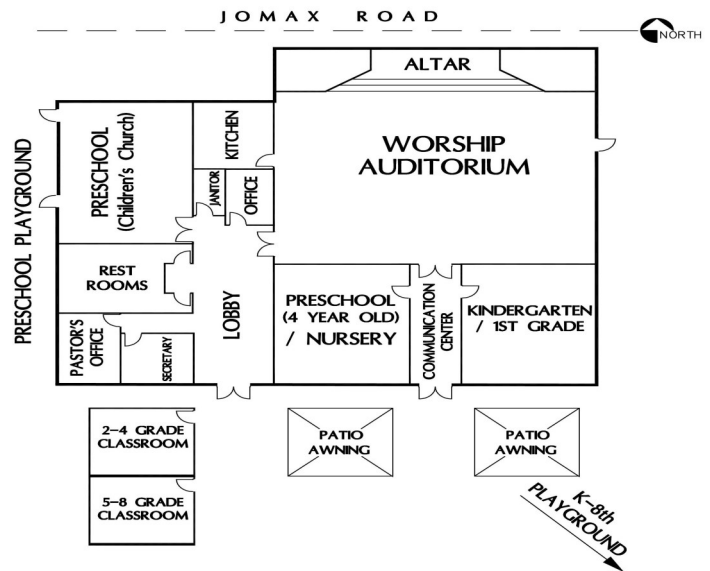 JOMAX ROAD
NORTH
ALTAR
WORSHIP
AUDITORIUM
KITCHEN
PRESCHOOL
(Children's Church)
PRESCHOOL PLAYGROUND
JANITOR
OFFICE
REST
ROOMS
LOBBY
PRESCHOOL
(4 YEAR OLD)
/ NURSERY
COMMUNICATION
CENTER
KINDERGARTEN
/ 1ST GRADE
PASTOR'S
OFFICE
SECRETARY
2-4 GRADE
CLASSROOM
PATIO
AWNING
PATIO
AWNING
5-8 GRADE
CLASSROOM
K-8th
PLAYGROUND